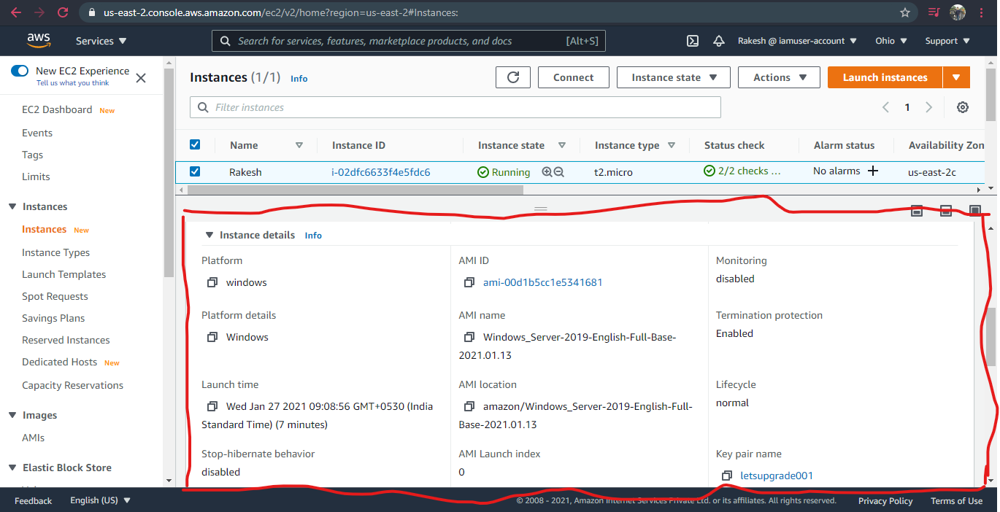 us-east-2.console.aws.amazon.com/ec2/v2/home?region=us-east-2#Instances:
aws Services Search for services, features, marketplace products, and docs [Alt+S] Rakesh @ iamuser-account Ohio Support
New EC2 Experience
Tell us what you think
EC2 Dashboard New
Events
Tags
Limits
Instances
Instances New
Instance Types
Launch Templates
Spot Requests
Savings Plans
Reserved Instances
Dedicated Hosts New
Capacity Reservations
Images
AMIs
Elastic Block Store
Instances (1/1) Info Connect Instance state Actions Launch instances
Filter instances 1
Name Instance ID Instance state Instance type Status check Alarm status Availability Zon
Rakesh i-02dfc6633f4e5fdc6 Running t2.micro 2/2 checks ... No alarms + us-east-2c
Instance details Info
Platform AMI ID Monitoring
windows ami-00d1b5cc1e5341681 disabled
Platform details AMI name Termination protection
Windows Windows_Server-2019-English-Full-Base- Enabled
2021.01.13
Launch time AMI location Lifecycle
Wed Jan 27 2021 09:08:56 GMT+0530 (India amazon/Windows_Server-2019-English-Full- normal
Standard Time) (7 minutes) Base-2021.01.13
Stop-hibernate behavior AMI Launch index Key pair name
disabled 0 letsupgrade001
Feedback English (US) © 2008 - 2021, Amazon Internet Services Private Ltd. or its affiliates. All rights reserved. Privacy Policy Terms of Use